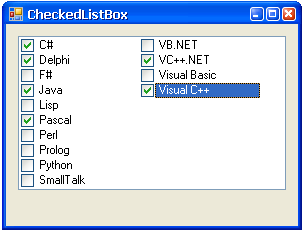 CheckedListBox
C#
Delphi
F#
Java
Lisp
Pascal
Perl
Prolog
Python
SmallTalk
VB.NET
VC++.NET
Visual Basic
Visual C++